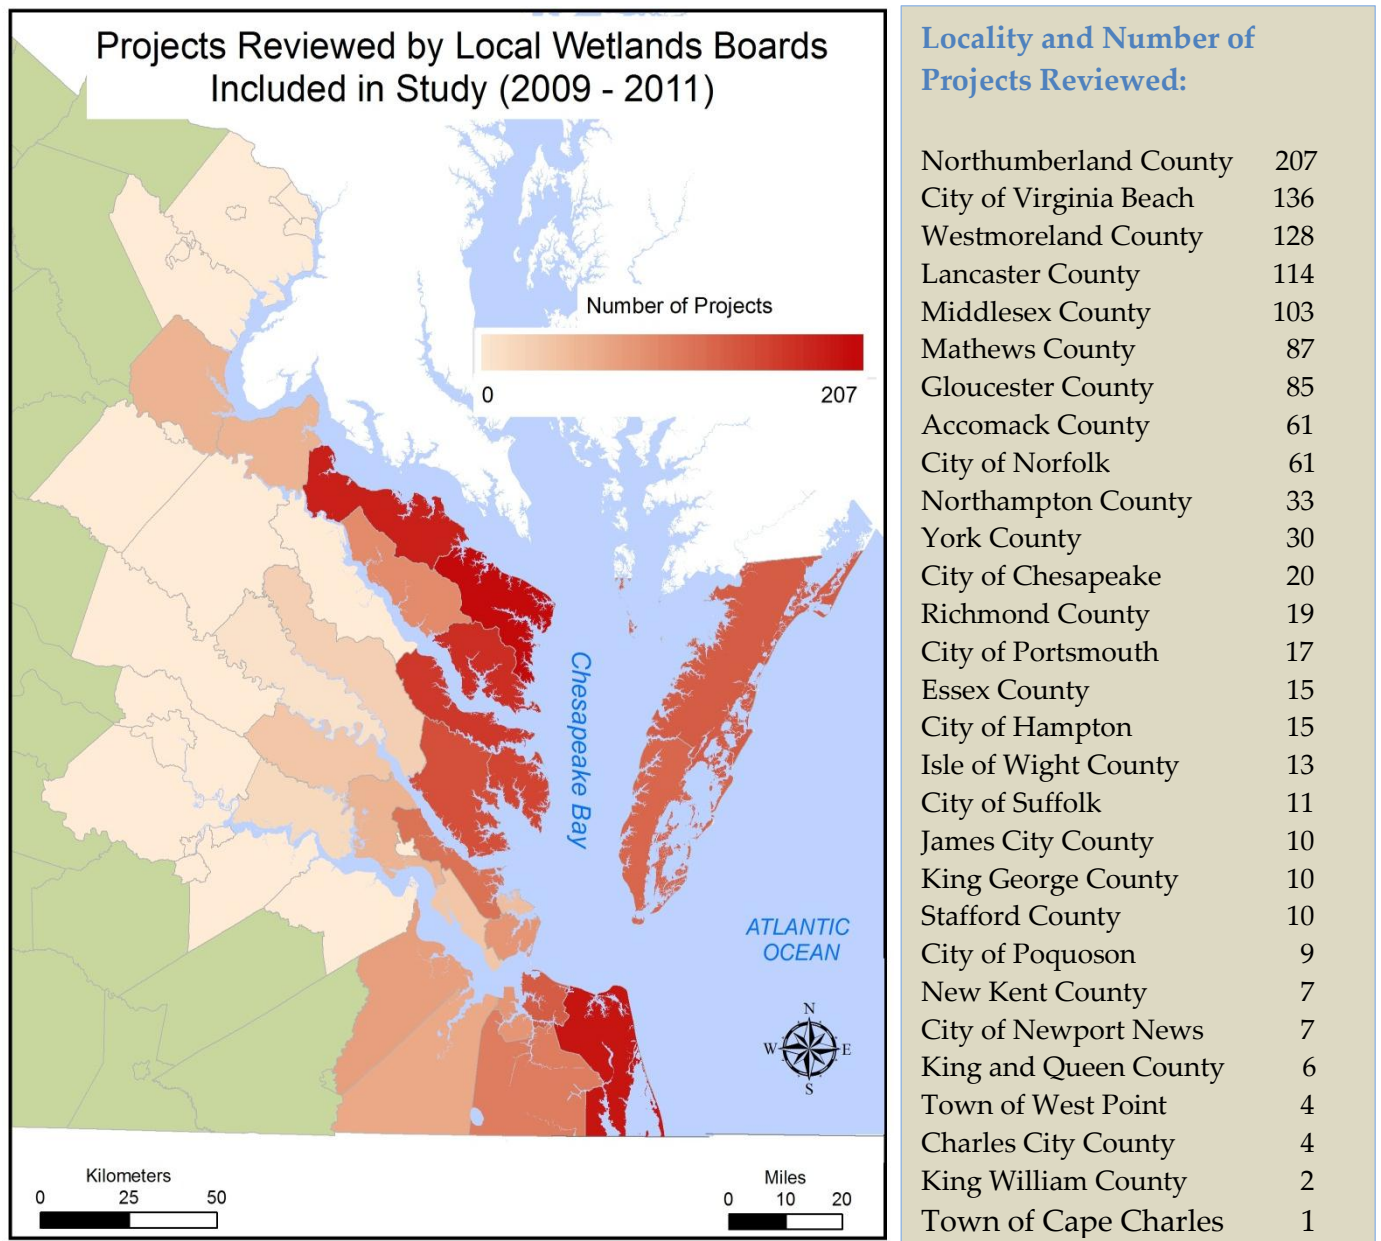 Projects Reviewed by Local Wetlands Boards
Included in Study (2009 - 2011)
Number of Projects
0 207
Chesapeake Bay
ATLANTIC
OCEAN
N
W E
S
Kilometers
0 25 50
Miles
0 10 20
Locality and Number of
Projects Reviewed:
Northumberland County 207
City of Virginia Beach 136
Westmoreland County 128
Lancaster County 114
Middlesex County 103
Mathews County 87
Gloucester County 85
Accomack County 61
City of Norfolk 61
Northampton County 33
York County 30
City of Chesapeake 20
Richmond County 19
City of Portsmouth 17
Essex County 15
City of Hampton 15
Isle of Wight County 13
City of Suffolk 11
James City County 10
King George County 10
Stafford County 10
City of Poquoson 9
New Kent County 7
City of Newport News 7
King and Queen County 6
Town of West Point 4
Charles City County 4
King William County 2
Town of Cape Charles 1